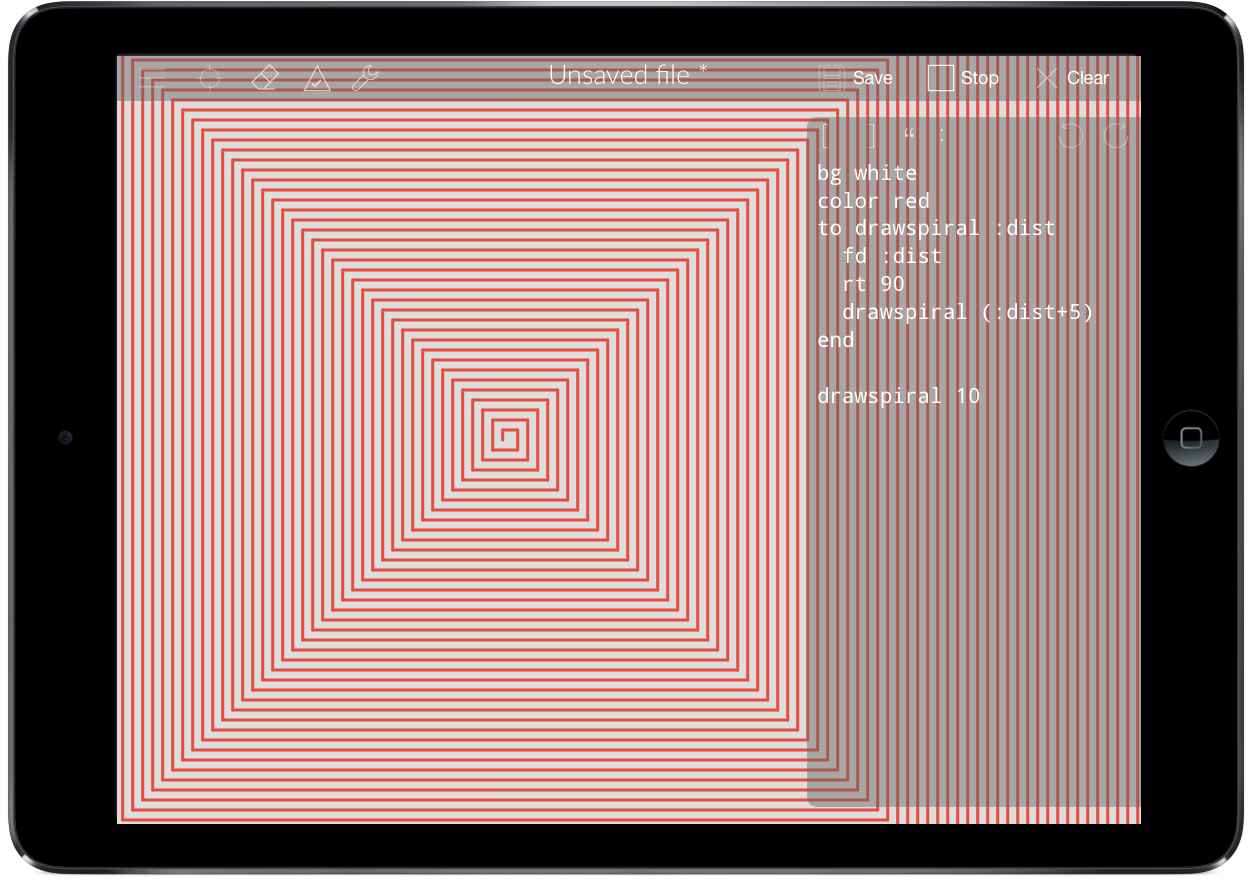 Unsaved file *
Save
Stop
Clear
[ ] “ :
bg white
color red
to drawspiral :dist
  fd :dist
  rt 90
  drawspiral (:dist+5)
end
drawspiral 10